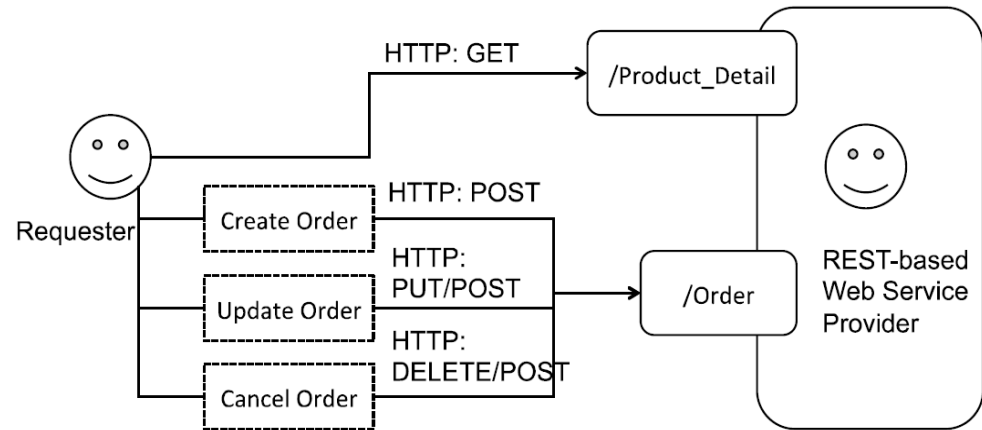 HTTP: GET
/Product_Detail
Requester
Create Order
HTTP: POST
Update Order
HTTP:
PUT/POST
Cancel Order
HTTP:
DELETE/POST
/Order
REST-based
Web Service
Provider